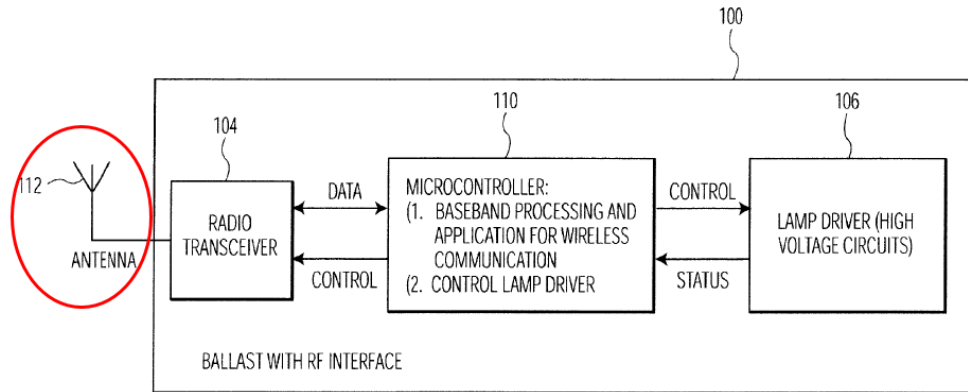 100
110
106
104
112
MICROCONTROLLER:
(1. BASEBAND PROCESSING AND
APPLICATION FOR WIRELESS
COMMUNICATION
(2. CONTROL LAMP DRIVER
DATA
CONTROL
RADIO
TRANSCEIVER
LAMP DRIVER (HIGH
VOLTAGE CIRCUITS)
ANTENNA
CONTROL
STATUS
BALLAST WITH RF INTERFACE